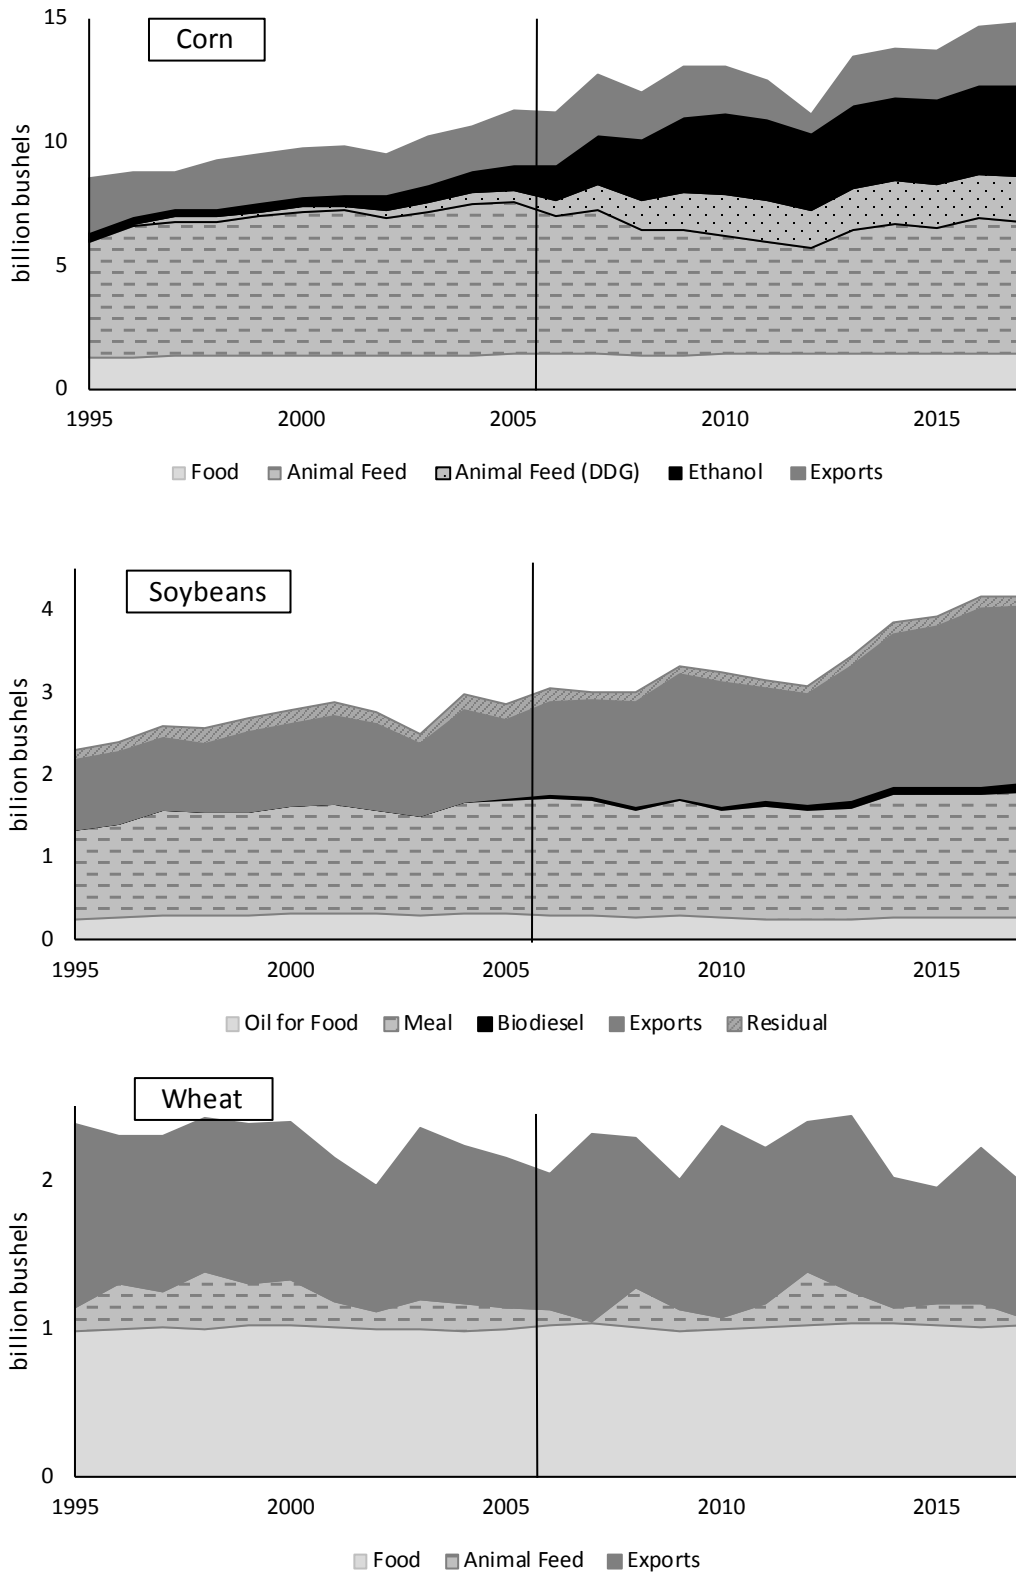 Corn
billion bushels
15
10
5
0
1995 2000 2005 2010 2015
Food Animal Feed Animal Feed (DDG) Ethanol Exports
Soybeans
bilion bushels
4
3
2
1
0
1995 2000 2005 2010 2015
Oil for Food Meal Biodiesel Exports Residual
Wheat
billion bushels
2
1
0
1995 2000 2005 2010 2015
Food Animal Feed Exports